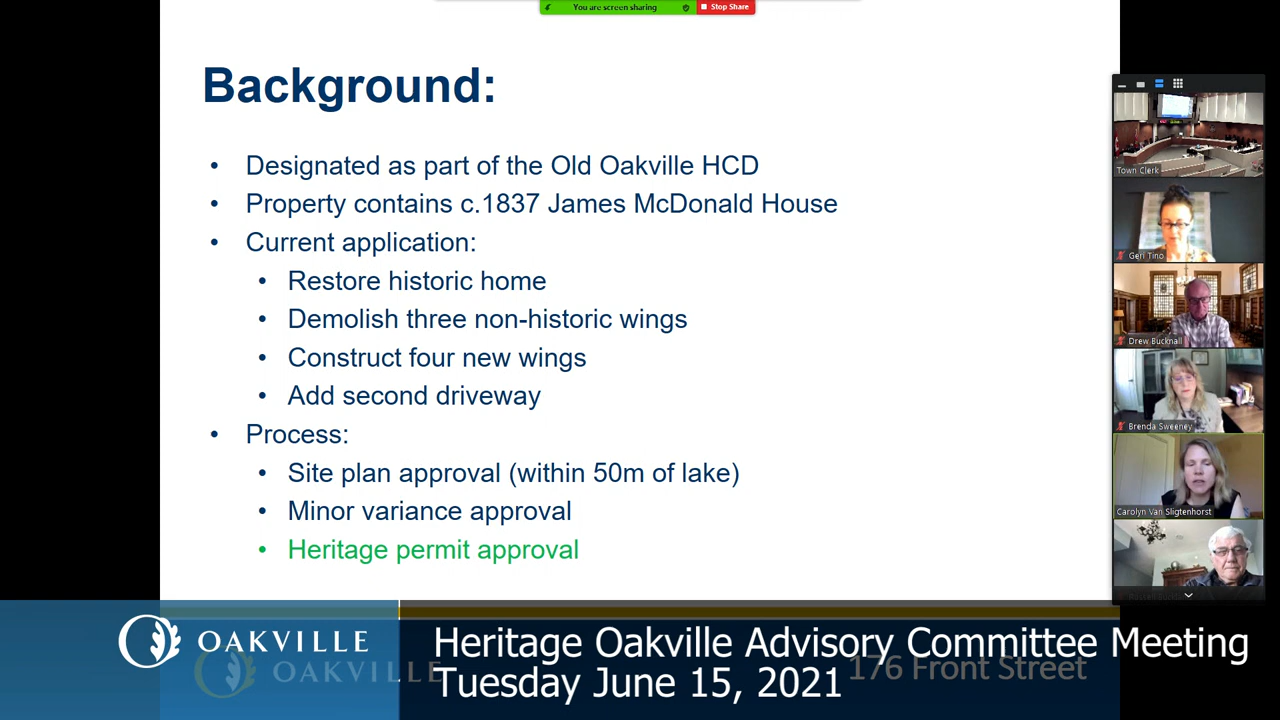 You are screen sharing
Stop Share
Background:
• Designated as part of the Old Oakville HCD
• Property contains c.1837 James McDonald House
• Current application:
• Restore historic home
• Demolish three non-historic wings
• Construct four new wings
• Add second driveway
• Process:
• Site plan approval (within 50m of lake)
• Minor variance approval
• Heritage permit approval
Town Clerk
Geri Tino
Drew Bucknall
Brenda Sweeney
Carolyn Van Sligtenhorst
OAKVILLE
OAKVILLE
176 Front Street
Heritage Oakville Advisory Committee Meeting
Tuesday June 15, 2021